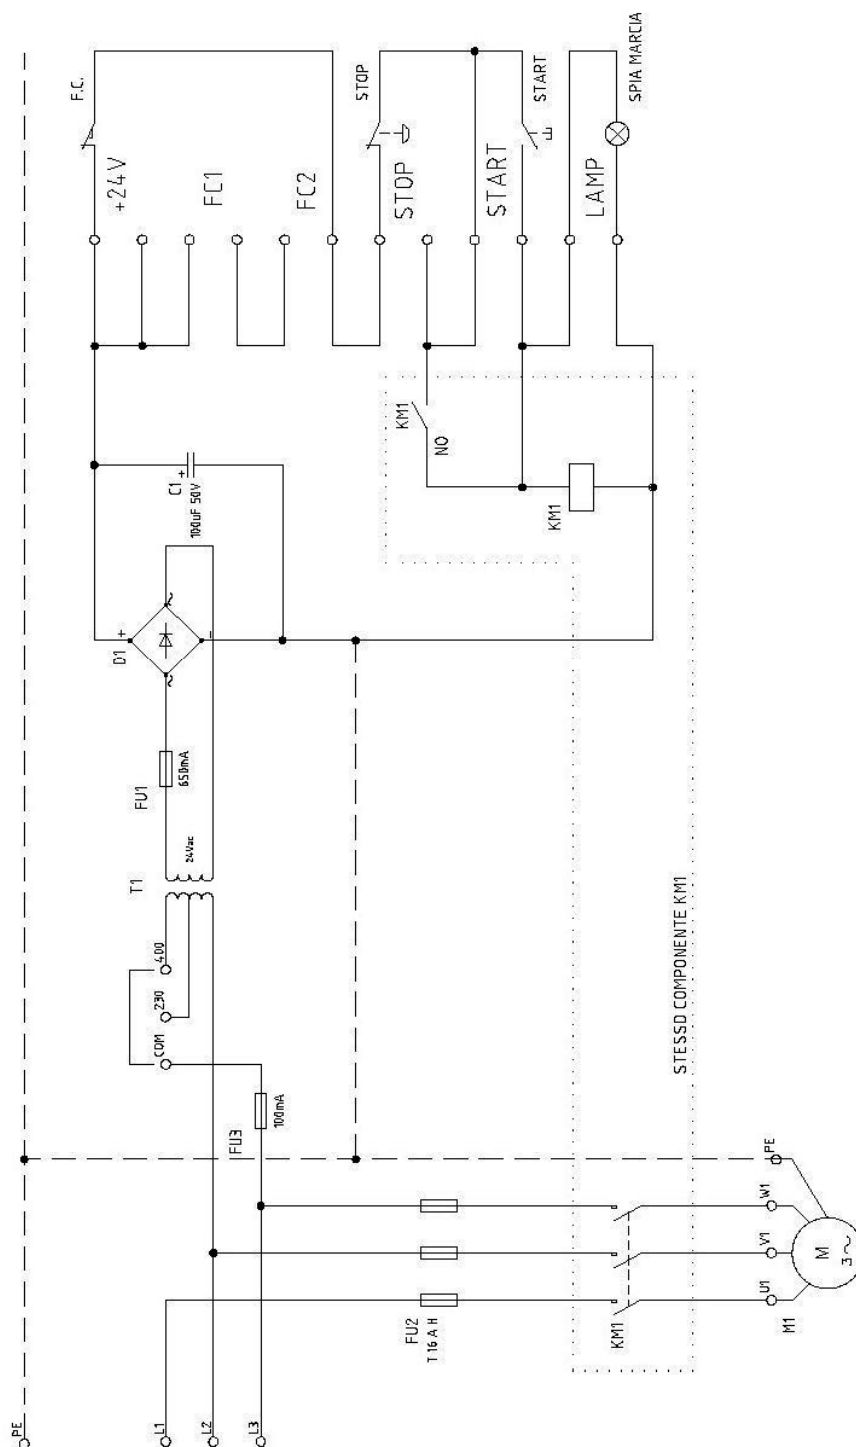 F.C.
+24V
FC1
FC2
STOP
STOP
START
START
LAMP
SPIA MARCIA
KM1
NO
KM1
C1
+
100uF 50V
D1
+
~
~
-
FU1
650mA
T1
24Vac
400
230
COM
FU3
100mA
STESSD COMPONENTE KM1
PE
W1
V1
U1
M
3~
M1
FU2
T 16 A H
KM1
PE
L1
L2
L3